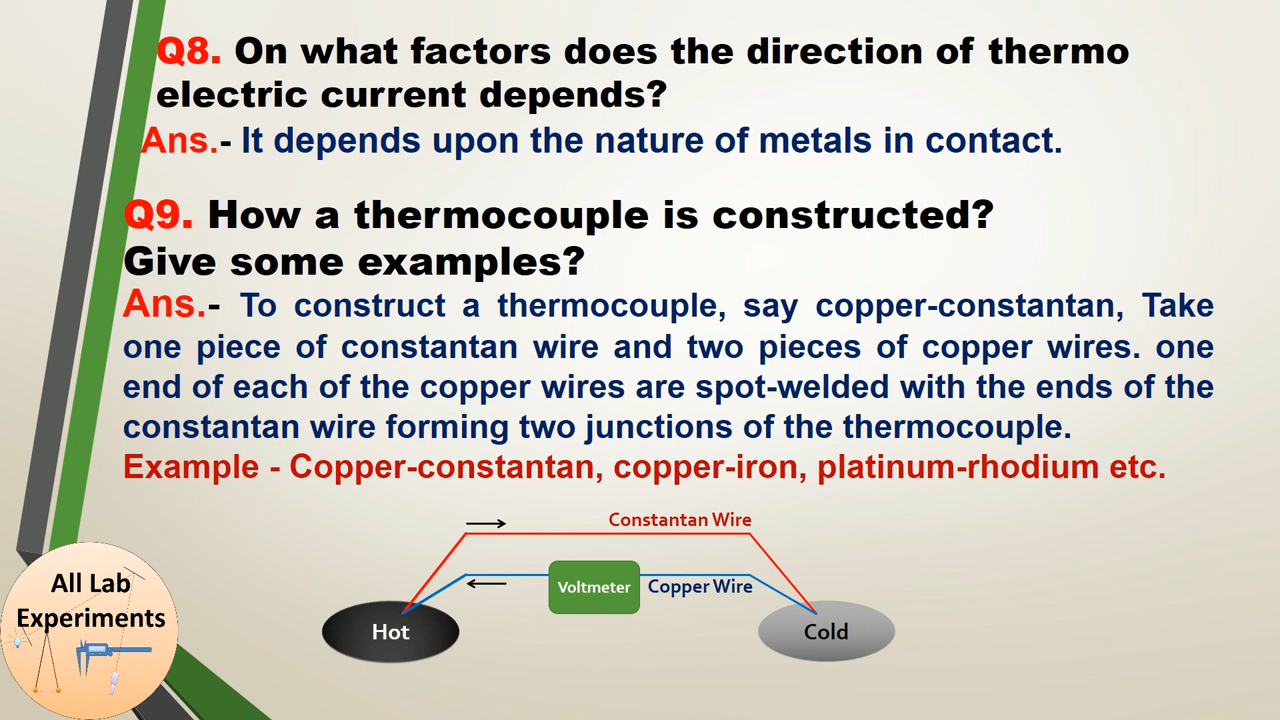 Q8. On what factors does the direction of thermo
electric current depends?
Ans.- It depends upon the nature of metals in contact.
Q9. How a thermocouple is constructed?
Give some examples?
Ans.- To construct a thermocouple, say copper-constantan, Take
one piece of constantan wire and two pieces of copper wires. one
end of each of the copper wires are spot-welded with the ends of the
constantan wire forming two junctions of the thermocouple.
Example - Copper-constantan, copper-iron, platinum-rhodium etc.
Constantan Wire
Voltmeter
Copper Wire
Hot
Cold
All Lab
Experiments